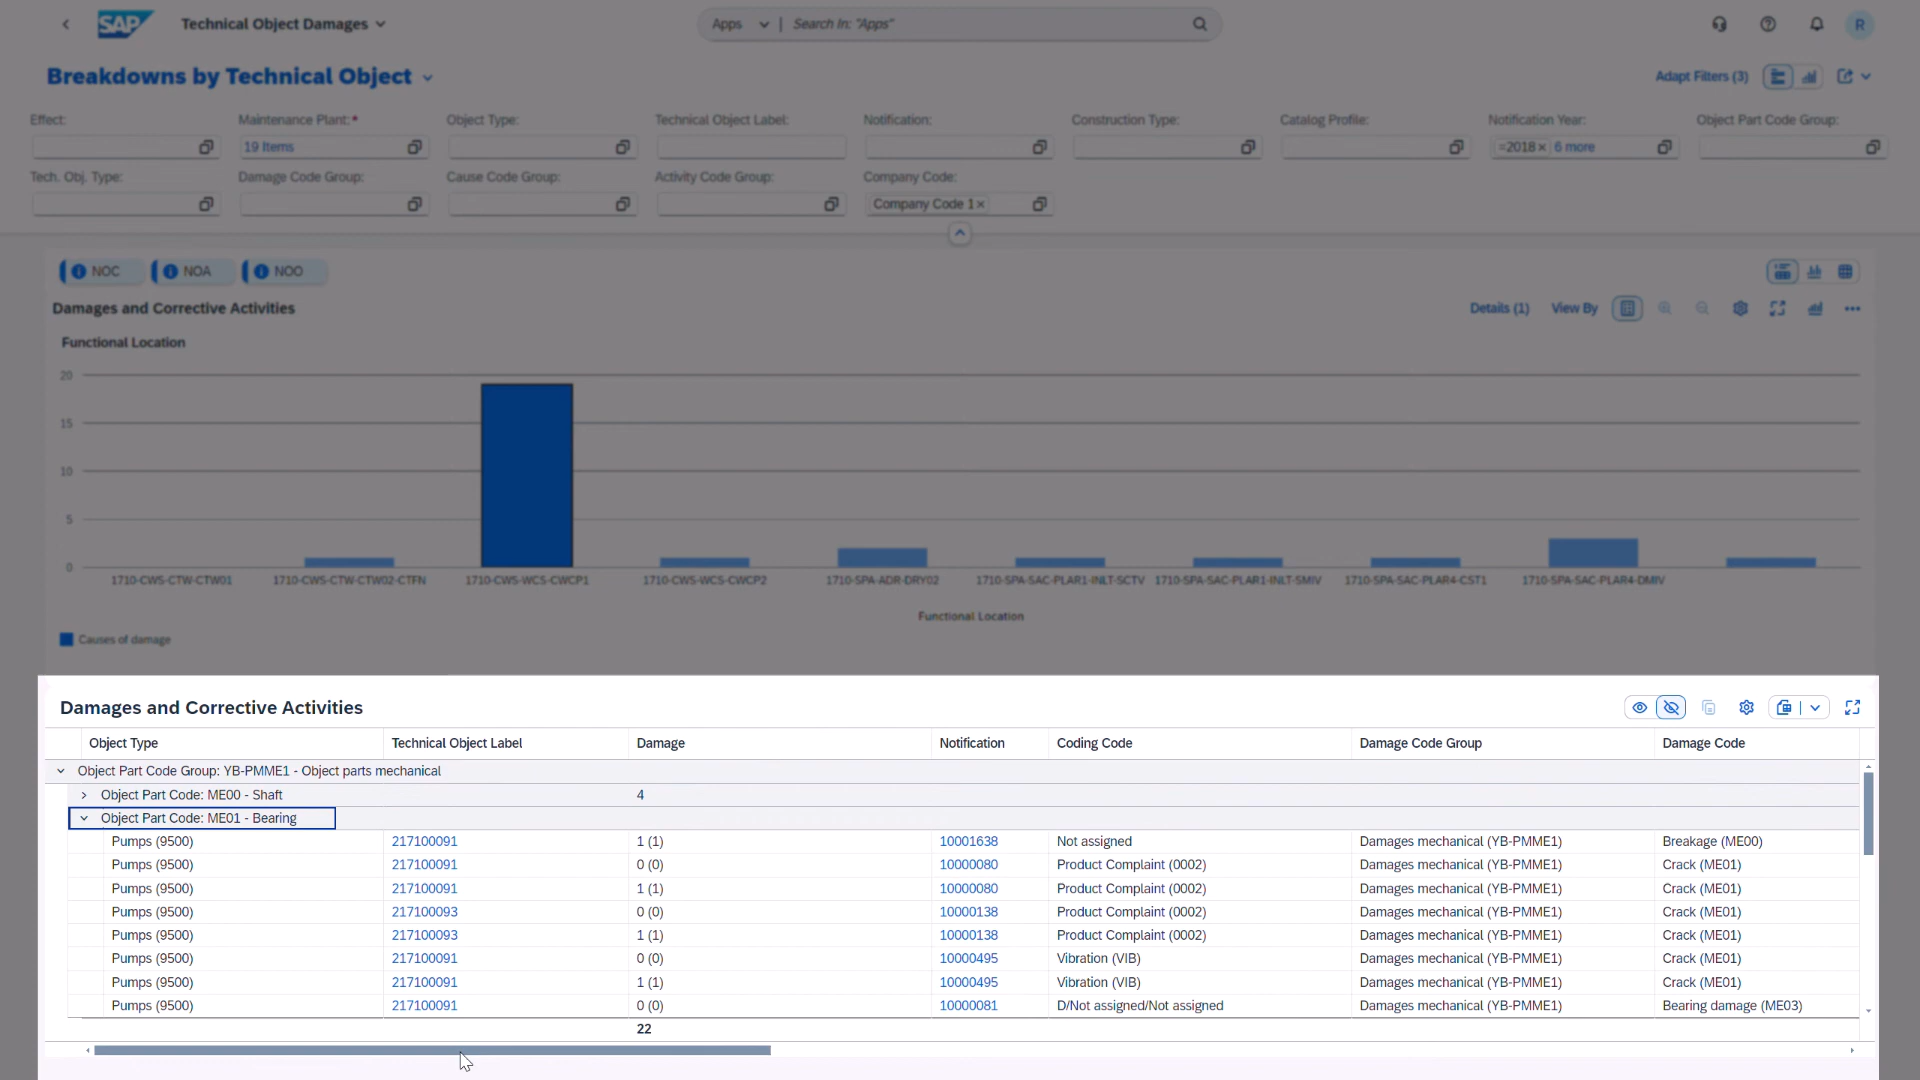 SAP Technical Object Damages Apps Search In: "Apps" R
Breakdowns by Technical Object Adapt Filters (3)
Effect: Maintenance Plant:* Object Type: Technical Object Label: Notification: Construction Type: Catalog Profile: Notification Year: Object Part Code Group:
19 Items =2018 × 6 more
Tech. Obj. Type: Damage Code Group: Cause Code Group: Activity Code Group: Company Code:
Company Code 1 ×
NOC NOA NOO
Damages and Corrective Activities Details (1) View By
Functional Location
20
15
10
5
0
1710-CWS-CTW-CTW01 1710-CWS-CTW-CTW02-CTFN 1710-CWS-WCS-CWCP1 1710-CWS-WCS-CWCP2 1710-SPA-ADR-DRY02 1710-SPA-SAC-PLAR1-INLT-SCTV 1710-SPA-SAC-PLAR1-INLT-SMIV 1710-SPA-SAC-PLAR4-CST1 1710-SPA-SAC-PLAR4-DMIV
Functional Location
Causes of damage
Damages and Corrective Activities
Object Type Technical Object Label Damage Notification Coding Code Damage Code Group Damage Code
Object Part Code Group: YB-PMME1 - Object parts mechanical
Object Part Code: ME00 - Shaft 4
Object Part Code: ME01 - Bearing
Pumps (9500) 217100091 1 (1) 10001638 Not assigned Damages mechanical (YB-PMME1) Breakage (ME00)
Pumps (9500) 217100091 0 (0) 10000080 Product Complaint (0002) Damages mechanical (YB-PMME1) Crack (ME01)
Pumps (9500) 217100091 1 (1) 10000080 Product Complaint (0002) Damages mechanical (YB-PMME1) Crack (ME01)
Pumps (9500) 217100093 0 (0) 10000138 Product Complaint (0002) Damages mechanical (YB-PMME1) Crack (ME01)
Pumps (9500) 217100093 1 (1) 10000138 Product Complaint (0002) Damages mechanical (YB-PMME1) Crack (ME01)
Pumps (9500) 217100091 0 (0) 10000495 Vibration (VIB) Damages mechanical (YB-PMME1) Crack (ME01)
Pumps (9500) 217100091 1 (1) 10000495 Vibration (VIB) Damages mechanical (YB-PMME1) Crack (ME01)
Pumps (9500) 217100091 0 (0) 10000081 D/Not assigned/Not assigned Damages mechanical (YB-PMME1) Bearing damage (ME03)
22